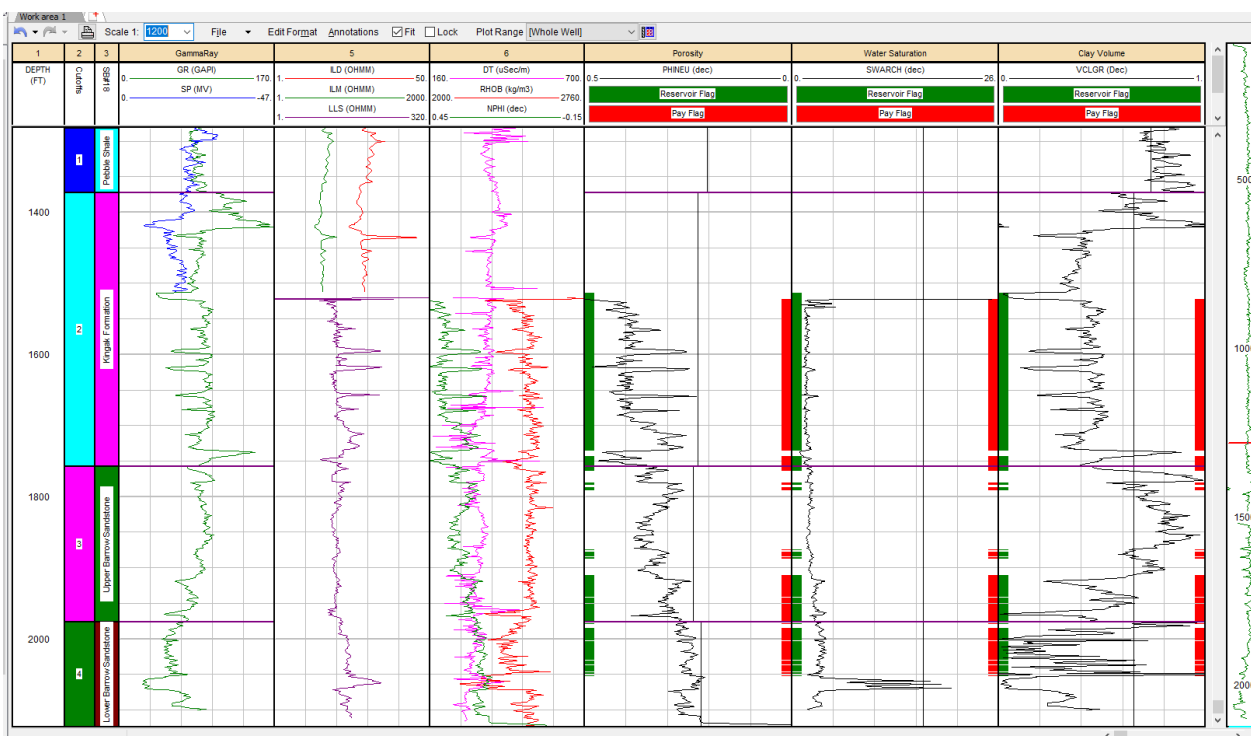 Work area 1
Scale 1: 1200 File Edit Format Annotations Fit Lock Plot Range [Whole Well]
1 2 3 GammaRay 5 6 Porosity Water Saturation Clay Volume
DEPTH
(FT)
Cutoffs
SB#18
GR (GAPI)
0. 170.
SP (MV)
0. -47.
ILD (OHMM)
1. 50.
ILM (OHMM)
1. 2000.
LLS (OHMM)
1. 320.
DT (uSec/m)
160. 700.
RHOB (kg/m3)
2000. 2760.
NPHI (dec)
0.45 -0.15
PHINEU (dec)
0.5 0.
Reservoir Flag
Pay Flag
SWARCH (dec)
0. 26.
Reservoir Flag
Pay Flag
VCLGR (Dec)
0. 1.
Reservoir Flag
Pay Flag
1
Pebble Shale
1400
2
Kingak Formation
1600
1800
3
Upper Barrow Sandstone
2000
4
Lower Barrow Sandstone
500
1000
1500
2000